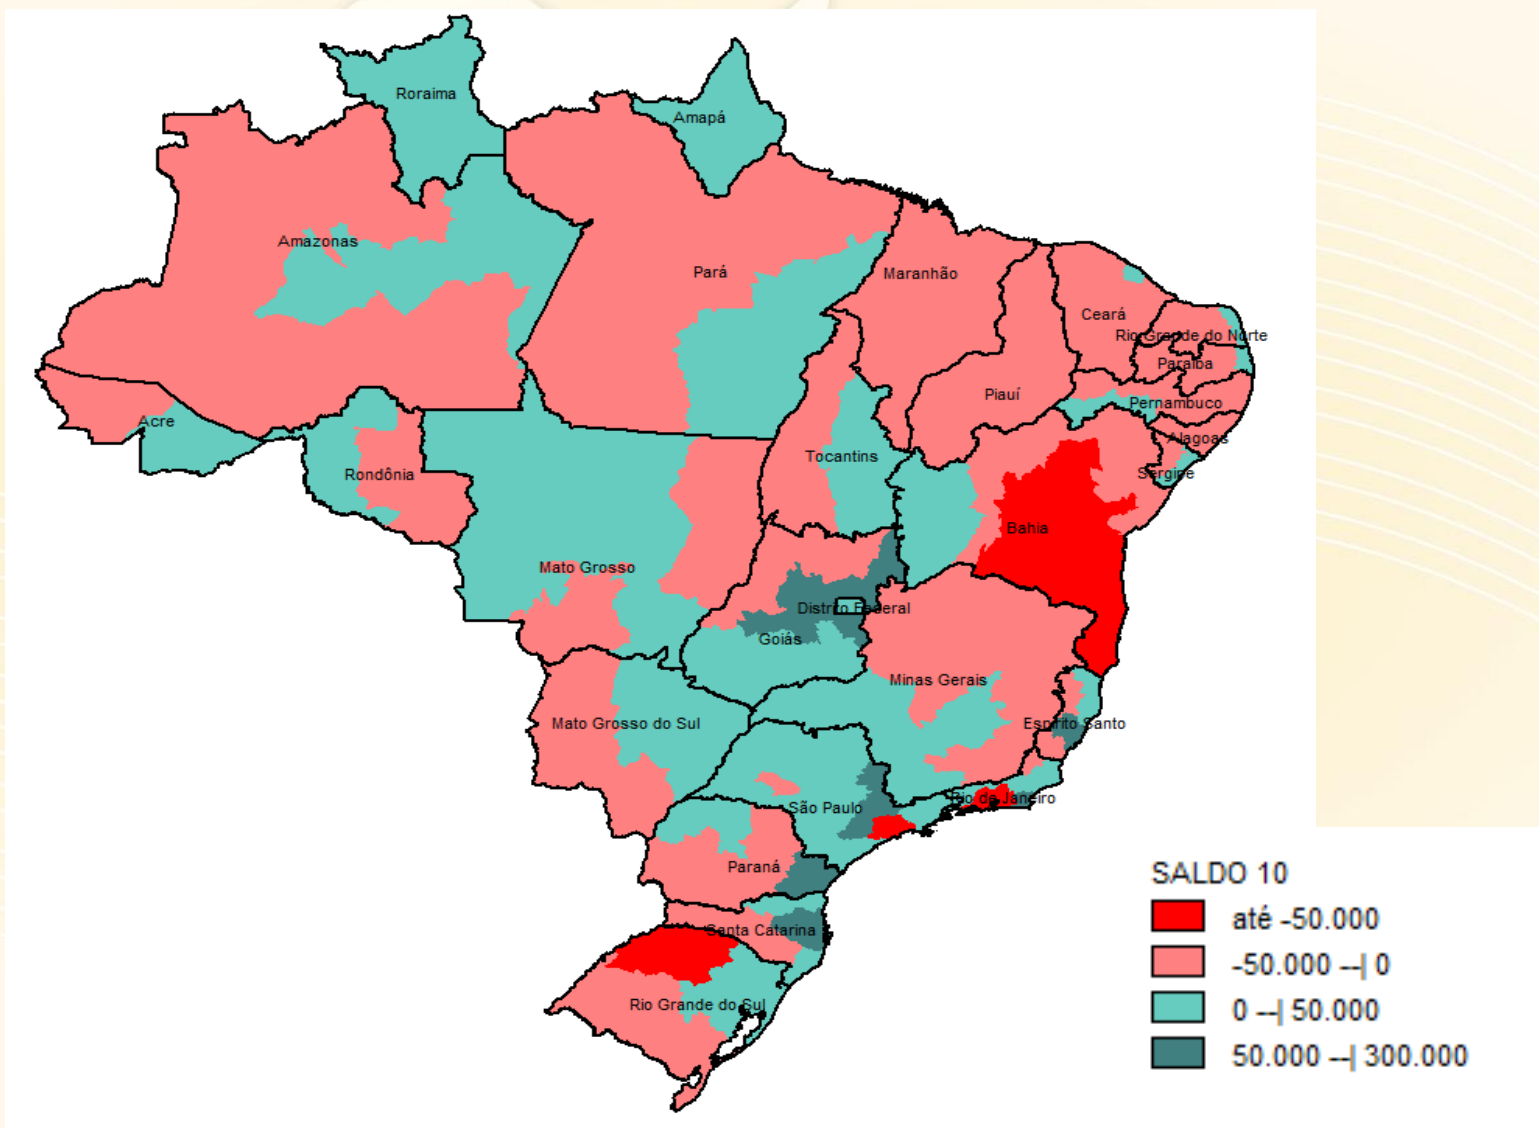 Roraima
Amapá
Amazonas
Pará
Maranhão
Ceará
Rio Grande do Norte
Paraíba
Piauí
Pernambuco
Acre
Alagoas
Tocantins
Rondônia
Sergipe
Bahia
Mato Grosso
Distrito Federal
Goiás
Minas Gerais
Mato Grosso do Sul
Espírito Santo
Rio de Janeiro
São Paulo
Paraná
Santa Catarina
Rio Grande do Sul
SALDO 10
até -50.000
-50.000 --| 0
0 --| 50.000
50.000 --| 300.000